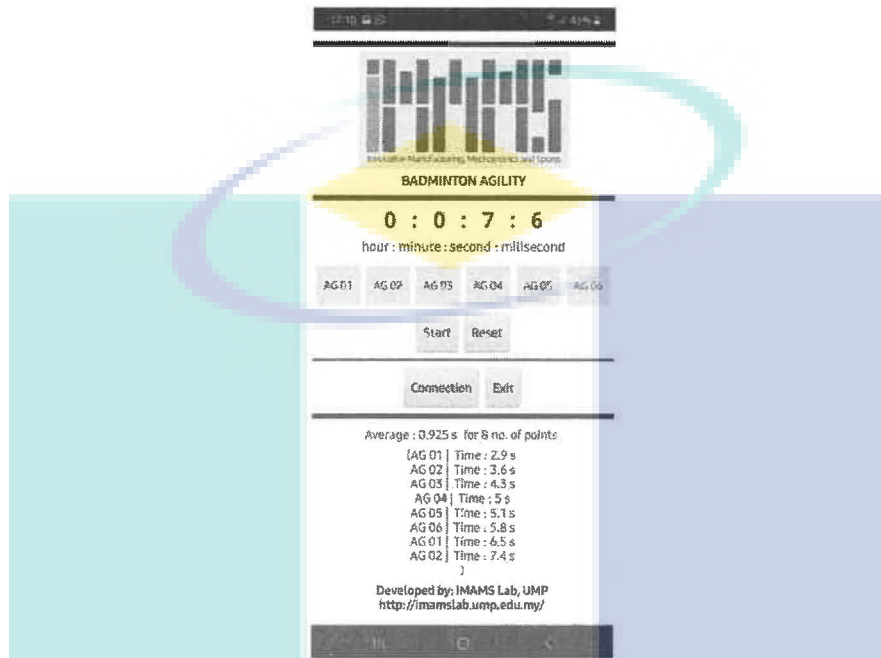 17:10
43%
iMAMS
Innovative Manufacturing, Mechatronics and Sports
BADMINTON AGILITY
0 : 0 : 7 : 6
hour : minute : second : millisecond
AG 01 AG 02 AG 03 AG 04 AG 05 AG 06
Start Reset
Connection Exit
Average : 0.925 s for 8 no. of points
(AG 01 | Time : 2.9 s
AG 02 | Time : 3.6 s
AG 03 | Time : 4.3 s
AG 04 | Time : 5 s
AG 05 | Time : 5.1 s
AG 06 | Time : 5.8 s
AG 01 | Time : 6.5 s
AG 02 | Time : 7.4 s
)
Developed by: IMAMS Lab, UMP
http://imamslab.ump.edu.my/